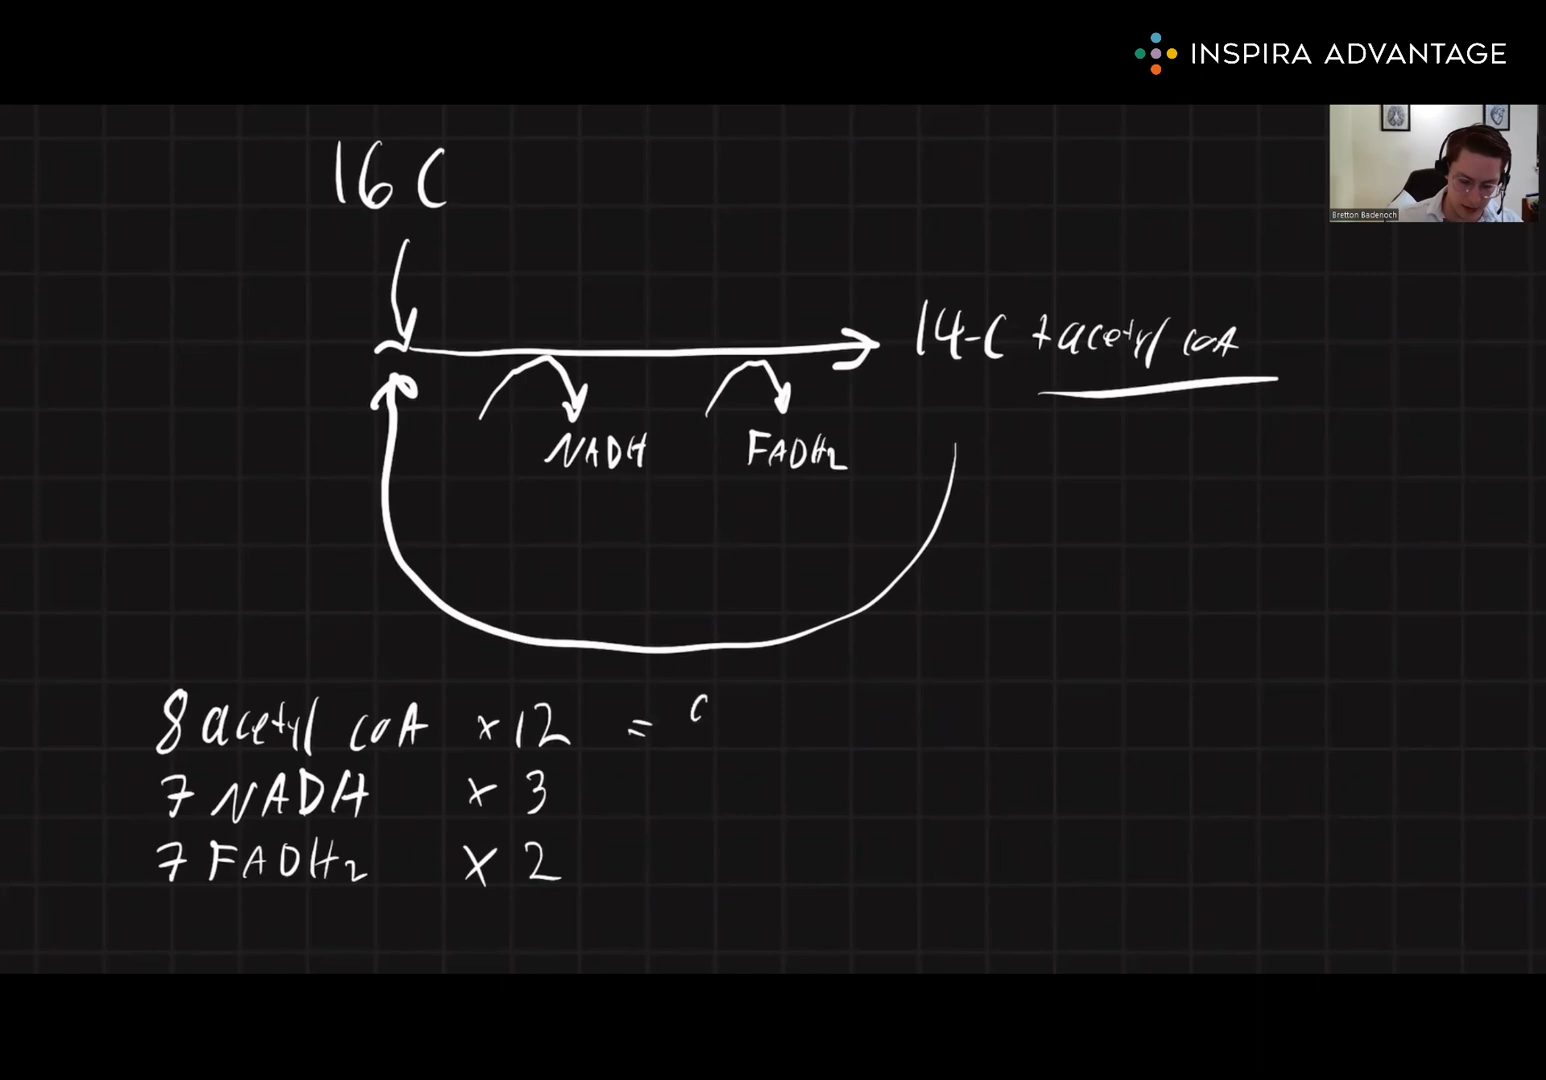 INSPIRA ADVANTAGE
Bretton Badenoch
16 C
14-C + acetyl coA
NADH
FADH2
8 acetyl coA x 12 =
7 NADH x 3
7 FADH2 x 2